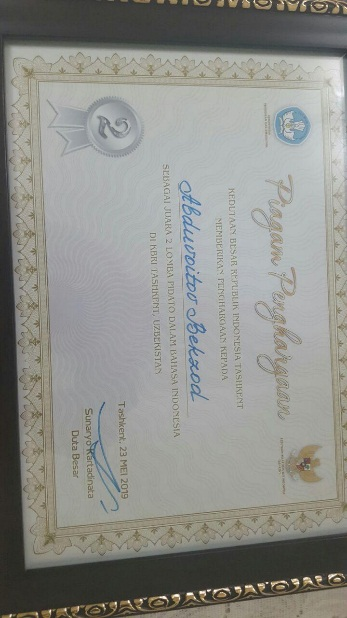 Piagam Penghargaan
KEDUTAAN BESAR REPUBLIK INDONESIA TASHKENT
MEMBERIKAN PENGHARGAAN KEPADA
Abduvoitov Bekzod
SEBAGAI JUARA 2 LOMBA PIDATO DALAM BAHASA INDONESIA
DI KBRI TASHKENT, UZBEKISTAN
2
Tashkent, 23 MEI 2019
Sunaryo Kartadinata
Duta Besar